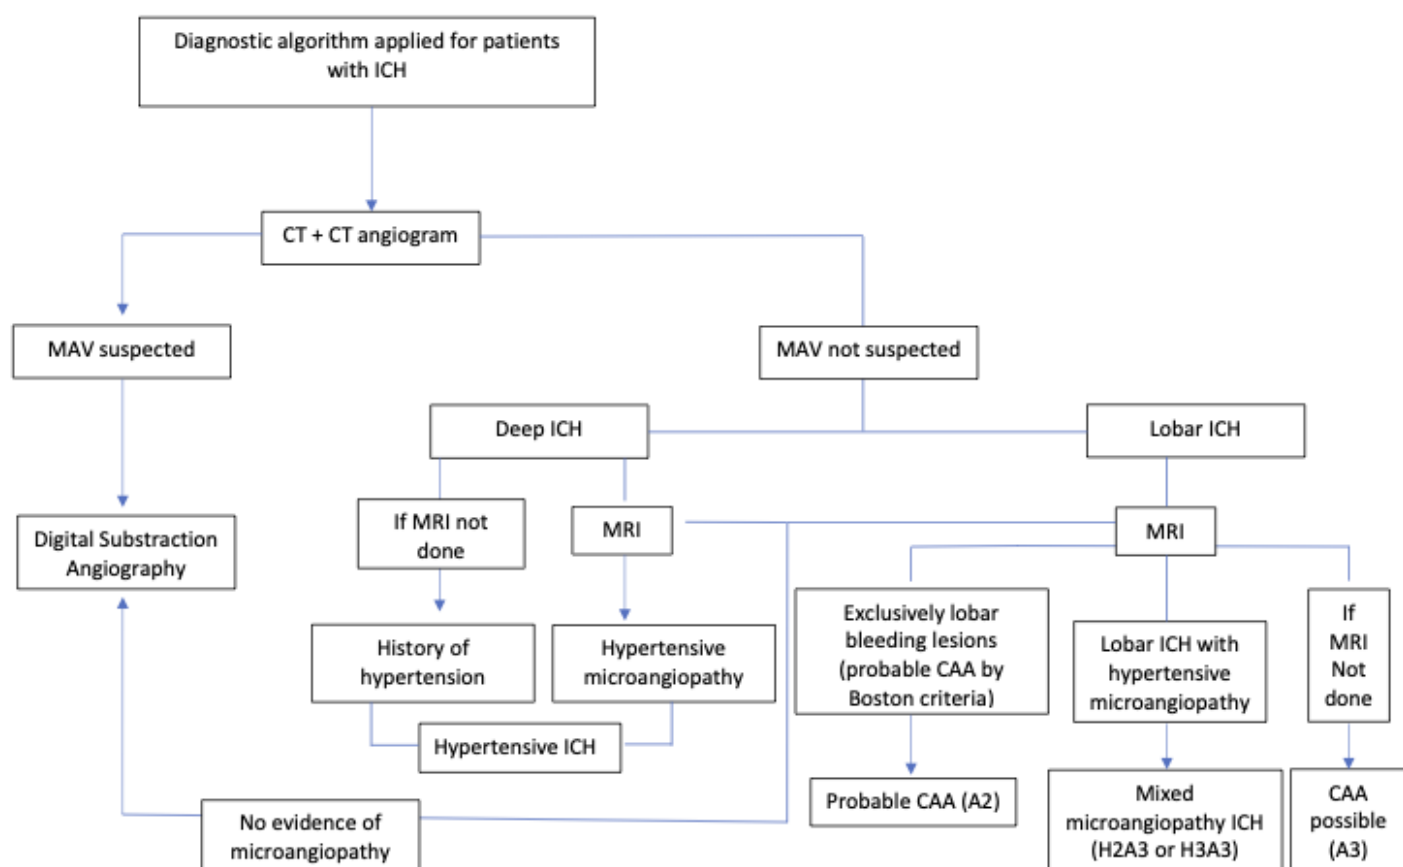 Diagnostic algorithm applied for patients
with ICH
CT + CT angiogram
MAV suspected
MAV not suspected
Deep ICH
Lobar ICH
Digital Substraction
Angiography
If MRI not
done
MRI
MRI
History of
hypertension
Hypertensive
microangiopathy
Exclusively lobar
bleeding lesions
(probable CAA by
Boston criteria)
Lobar ICH with
hypertensive
microangiopathy
If
MRI
Not
done
Hypertensive ICH
Probable CAA (A2)
Mixed
microangiopathy ICH
(H2A3 or H3A3)
CAA
possible
(A3)
No evidence of
microangiopathy